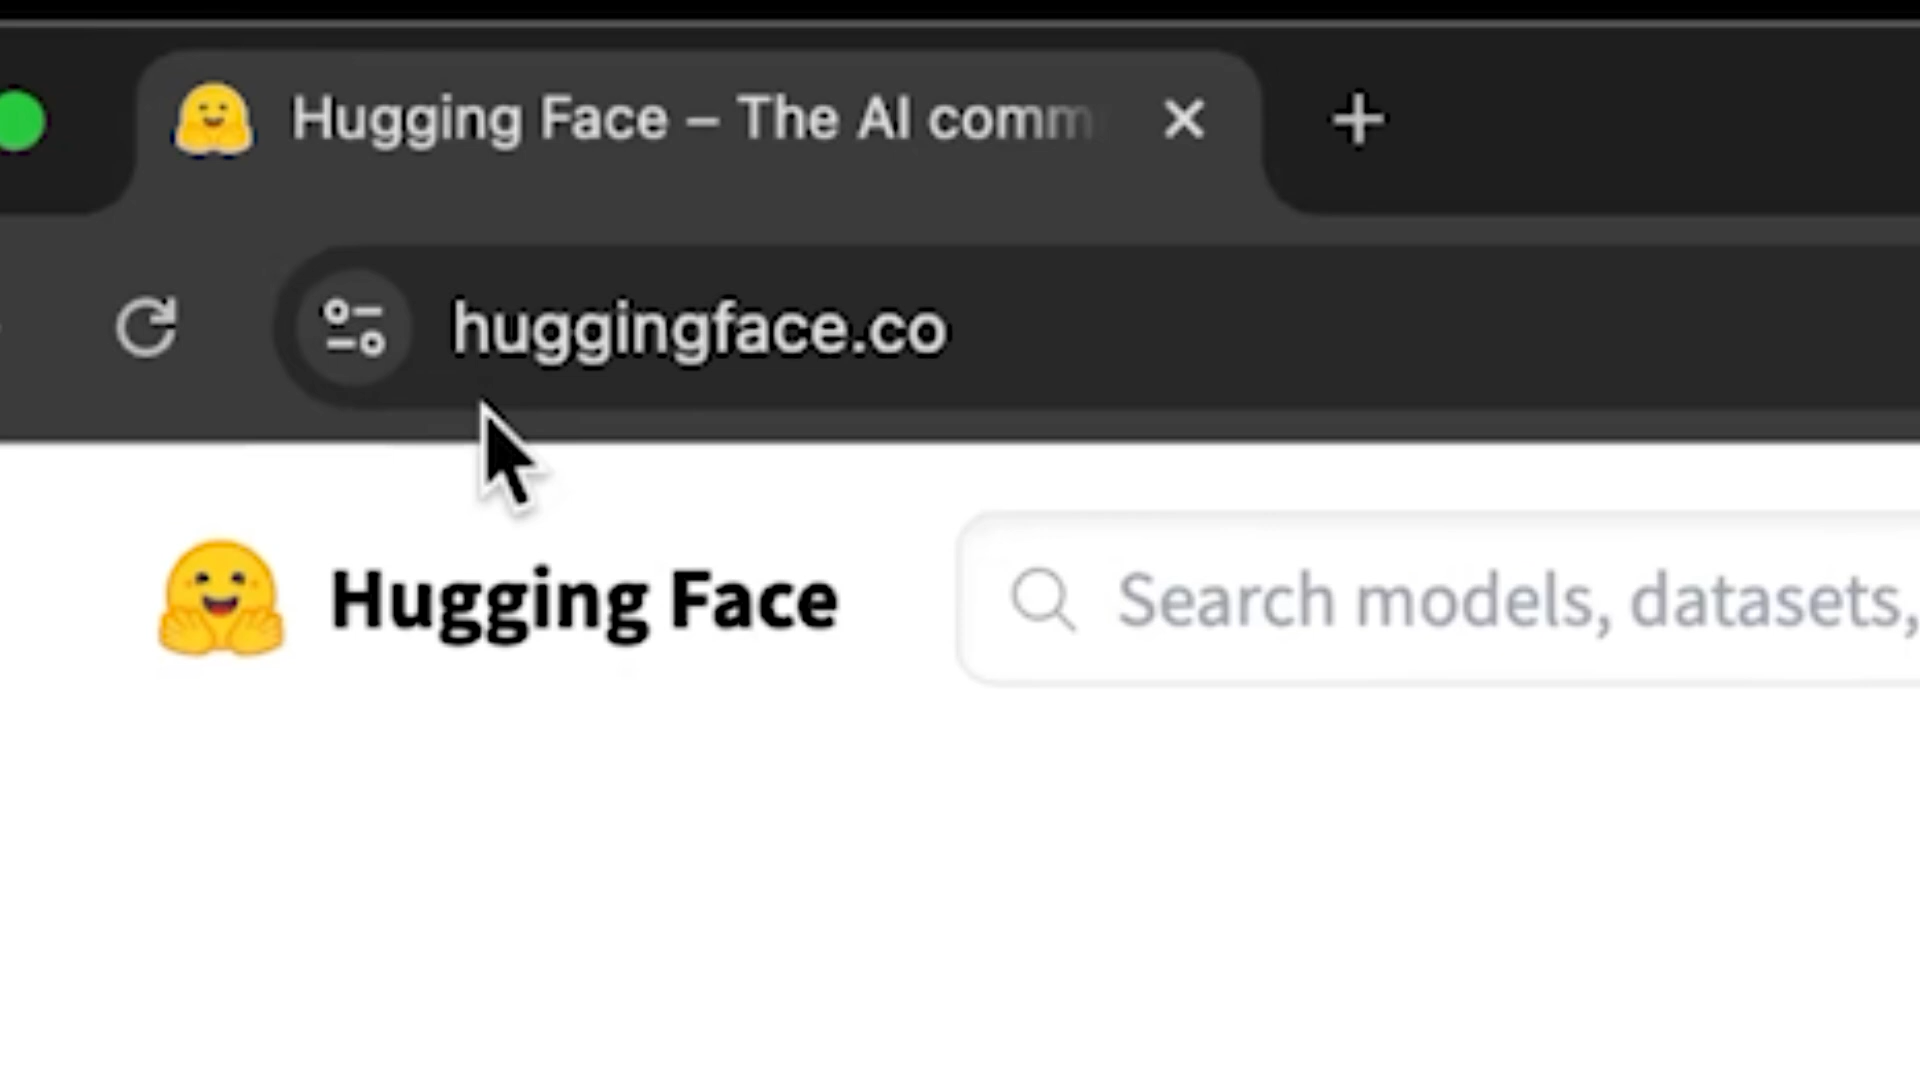 Hugging Face – The AI comm
huggingface.co
Hugging Face
Search models, datasets,